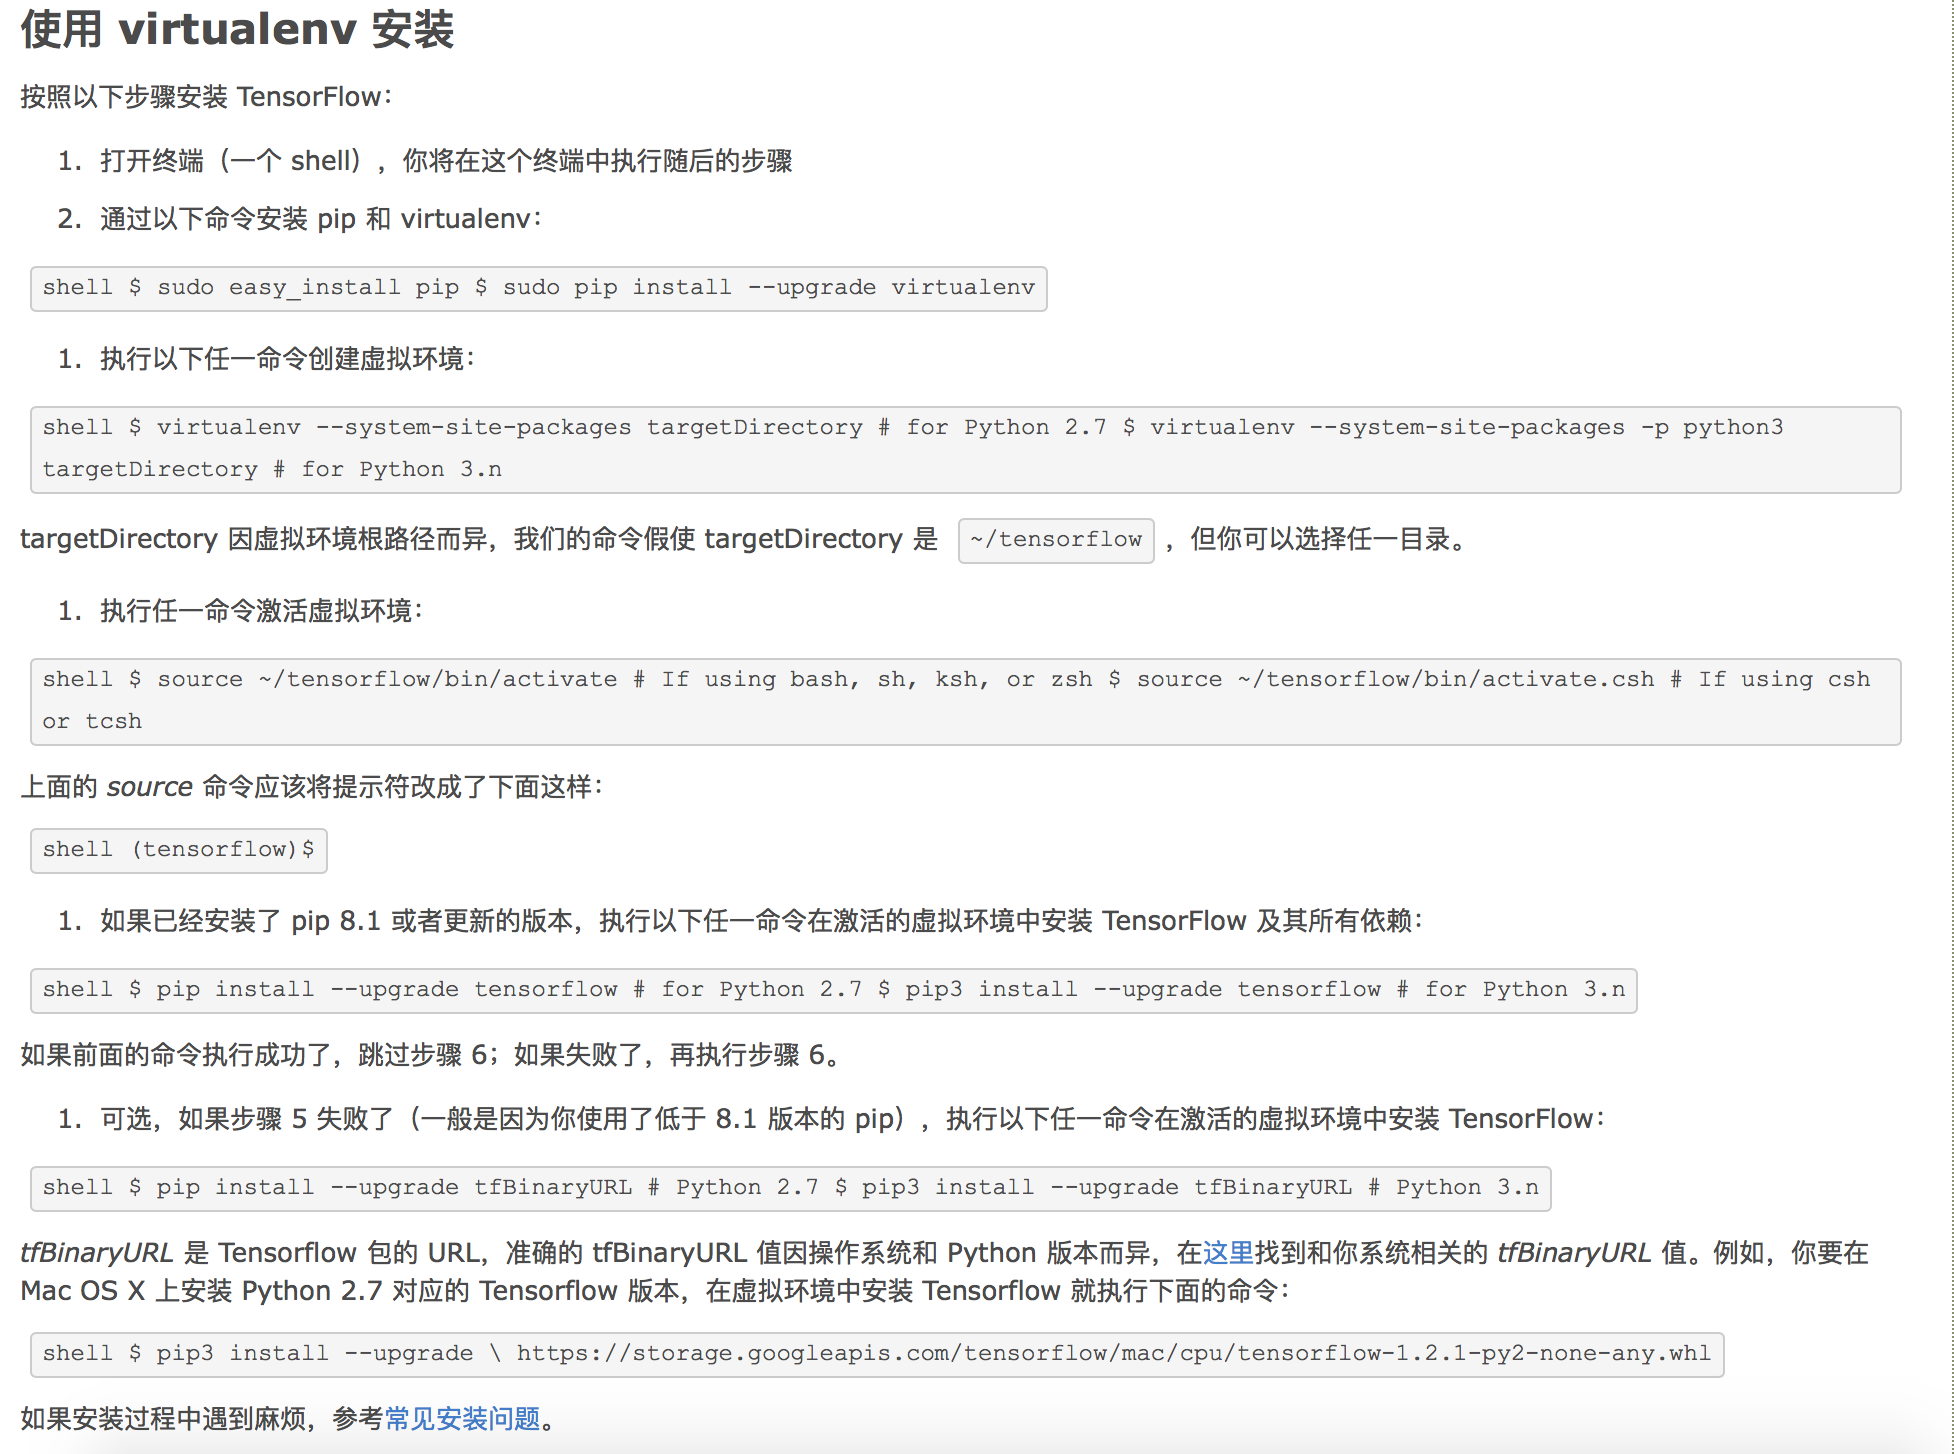 使用 virtualenv 安装
按照以下步骤安装 TensorFlow：
1. 打开终端（一个 shell），你将在这个终端中执行随后的步骤
2. 通过以下命令安装 pip 和 virtualenv：
shell $ sudo easy_install pip $ sudo pip install --upgrade virtualenv
1. 执行以下任一命令创建虚拟环境：
shell $ virtualenv --system-site-packages targetDirectory # for Python 2.7 $ virtualenv --system-site-packages -p python3
targetDirectory # for Python 3.n
targetDirectory 因虚拟环境根路径而异，我们的命令假使 targetDirectory 是 ~/tensorflow ，但你可以选择任一目录。
1. 执行任一命令激活虚拟环境：
shell $ source ~/tensorflow/bin/activate # If using bash, sh, ksh, or zsh $ source ~/tensorflow/bin/activate.csh # If using csh
or tcsh
上面的 source 命令应该将提示符改成了下面这样：
shell (tensorflow)$
1. 如果已经安装了 pip 8.1 或者更新的版本，执行以下任一命令在激活的虚拟环境中安装 TensorFlow 及其所有依赖：
shell $ pip install --upgrade tensorflow # for Python 2.7 $ pip3 install --upgrade tensorflow # for Python 3.n
如果前面的命令执行成功了，跳过步骤 6；如果失败了，再执行步骤 6。
1. 可选，如果步骤 5 失败了（一般是因为你使用了低于 8.1 版本的 pip），执行以下任一命令在激活的虚拟环境中安装 TensorFlow：
shell $ pip install --upgrade tfBinaryURL # Python 2.7 $ pip3 install --upgrade tfBinaryURL # Python 3.n
tfBinaryURL 是 Tensorflow 包的 URL，准确的 tfBinaryURL 值因操作系统和 Python 版本而异，在这里找到和你系统相关的 tfBinaryURL 值。例如，你要在
Mac OS X 上安装 Python 2.7 对应的 Tensorflow 版本，在虚拟环境中安装 Tensorflow 就执行下面的命令：
shell $ pip3 install --upgrade \ https://storage.googleapis.com/tensorflow/mac/cpu/tensorflow-1.2.1-py2-none-any.whl
如果安装过程中遇到麻烦，参考常见安装问题。